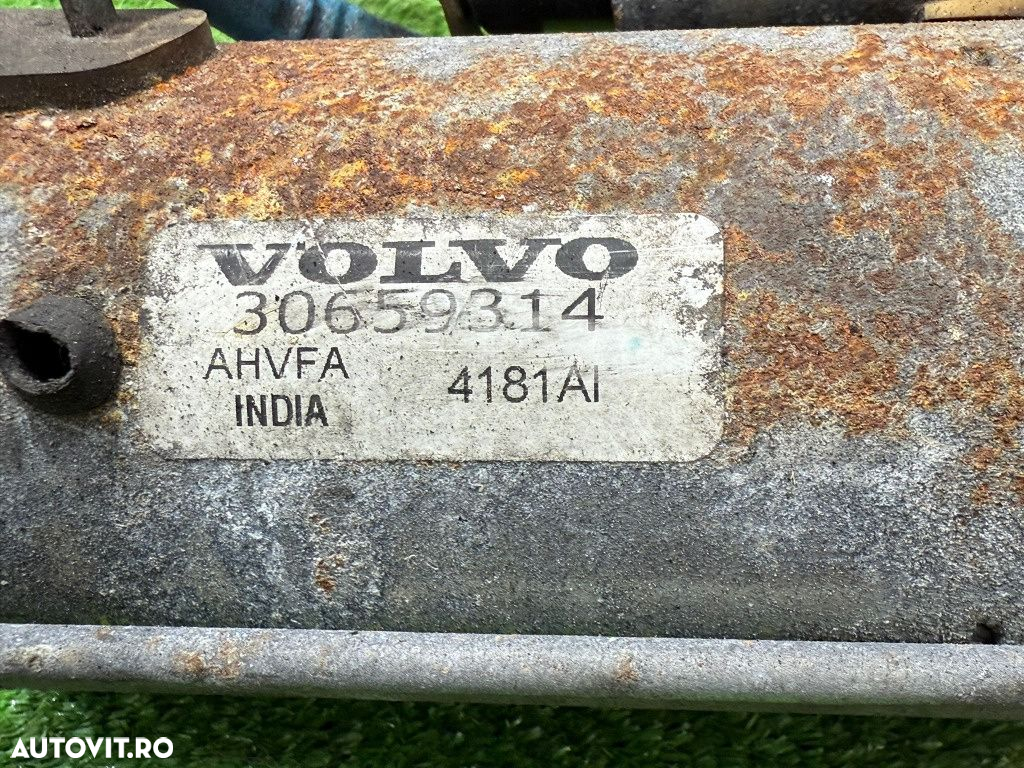 VOLVO
30659314
AHVFA 4181AI
INDIA
AUTOVIT.RO